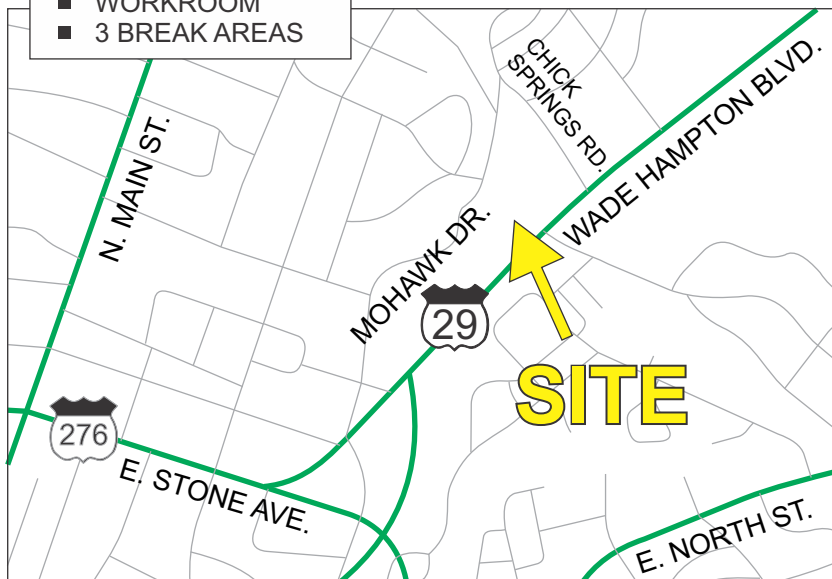 WORKROOM
3 BREAK AREAS
CHICK
SPRINGS RD.
WADE HAMPTON BLVD.
N. MAIN ST.
MOHAWK DR.
29
SITE
276
E. STONE AVE.
E. NORTH ST.